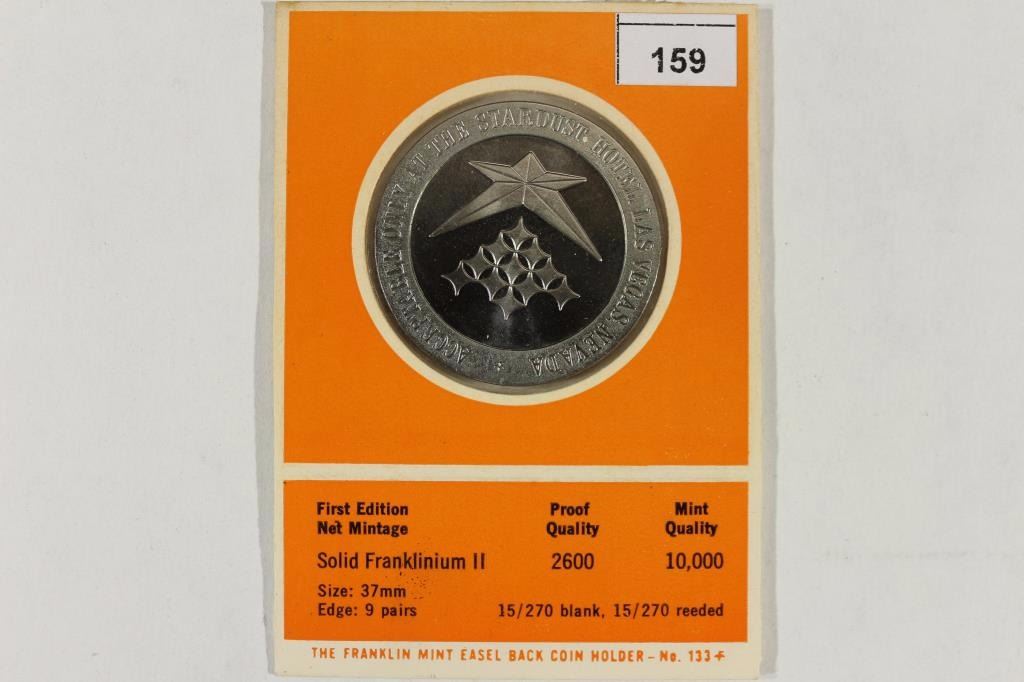 159
ACCEPTABLE ONLY AT THE STARDUST HOTEL LAS VEGAS NEVADA *
First Edition Proof Mint
Net Mintage Quality Quality
Solid Franklinium II 2600 10,000
Size: 37mm
Edge: 9 pairs 15/270 blank, 15/270 reeded
THE FRANKLIN MINT EASEL BACK COIN HOLDER – No. 133